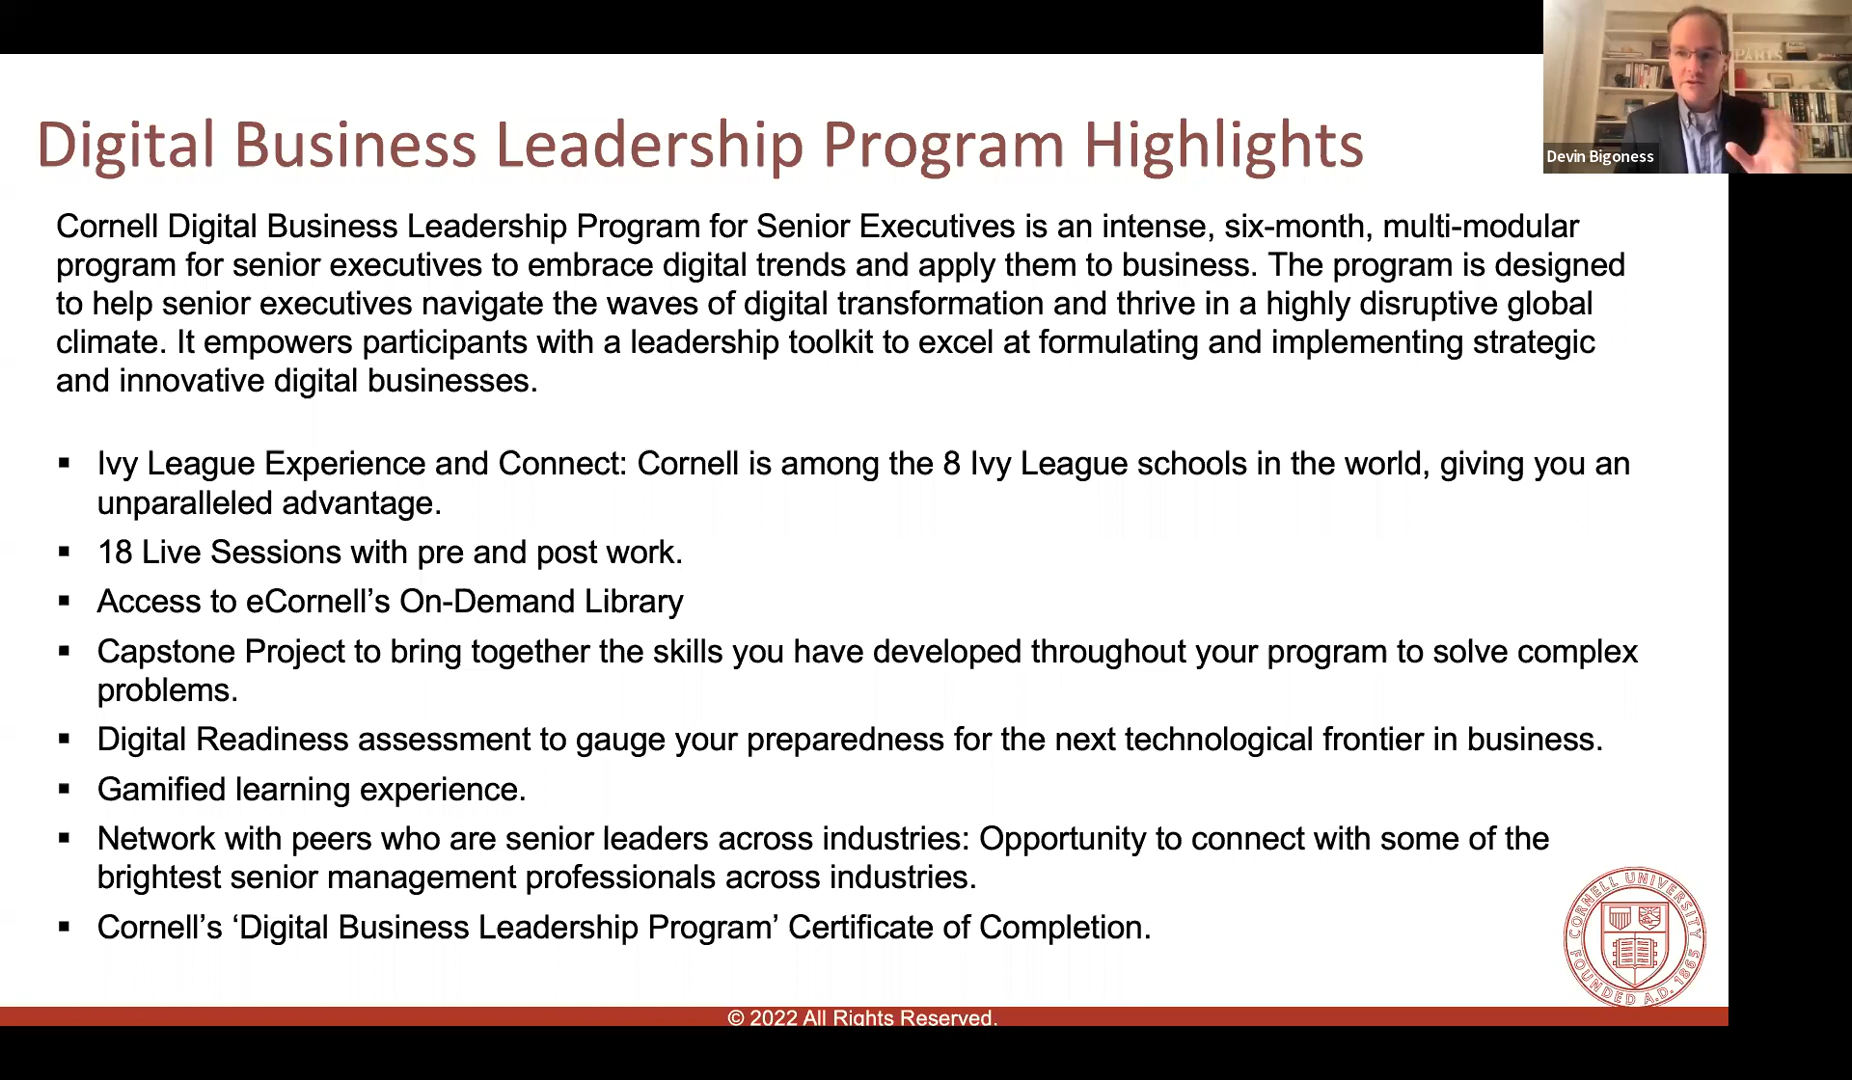 PARIS
Devin Bigoness
Digital Business Leadership Program Highlights
Cornell Digital Business Leadership Program for Senior Executives is an intense, six-month, multi-modular
program for senior executives to embrace digital trends and apply them to business. The program is designed
to help senior executives navigate the waves of digital transformation and thrive in a highly disruptive global
climate. It empowers participants with a leadership toolkit to excel at formulating and implementing strategic
and innovative digital businesses.
▪ Ivy League Experience and Connect: Cornell is among the 8 Ivy League schools in the world, giving you an
unparalleled advantage.
▪ 18 Live Sessions with pre and post work.
▪ Access to eCornell’s On-Demand Library
▪ Capstone Project to bring together the skills you have developed throughout your program to solve complex
problems.
▪ Digital Readiness assessment to gauge your preparedness for the next technological frontier in business.
▪ Gamified learning experience.
▪ Network with peers who are senior leaders across industries: Opportunity to connect with some of the
brightest senior management professionals across industries.
▪ Cornell’s ‘Digital Business Leadership Program’ Certificate of Completion.
CORNELL UNIVERSITY
FOUNDED A.D. 1865
© 2022 All Rights Reserved.